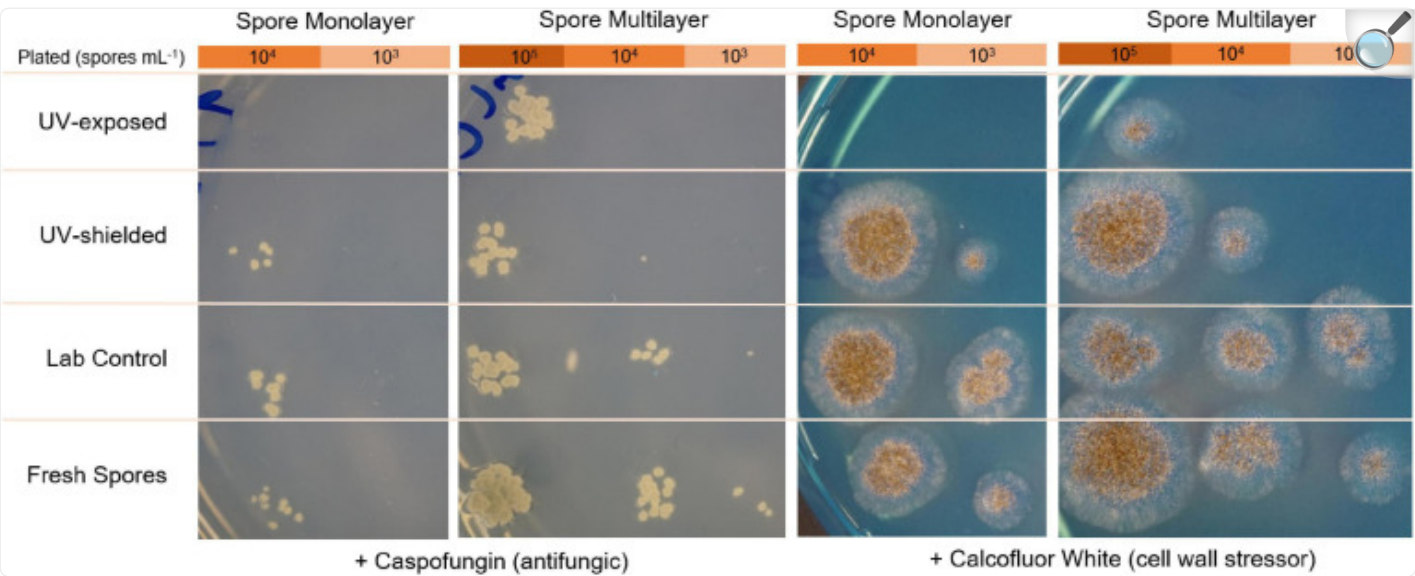 Spore Monolayer Spore Multilayer Spore Monolayer Spore Multilayer
Plated (spores mL⁻¹) 10⁴ 10³ 10⁵ 10⁴ 10³ 10⁴ 10³ 10⁵ 10⁴ 10
UV-exposed
UV-shielded
Lab Control
Fresh Spores
+ Caspofungin (antifungic) + Calcofluor White (cell wall stressor)